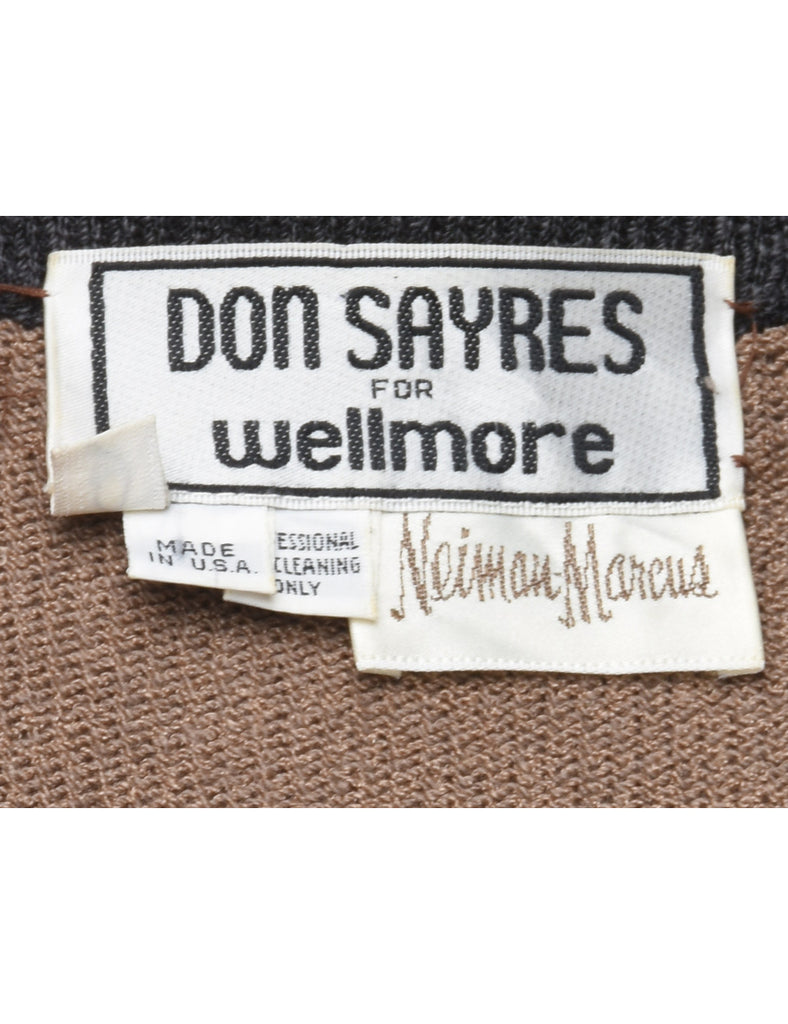 DON SAYRES
FOR
wellmore
MADE
IN U.S.A.
ESSIONAL
CLEANING
ONLY
Neiman-Marcus